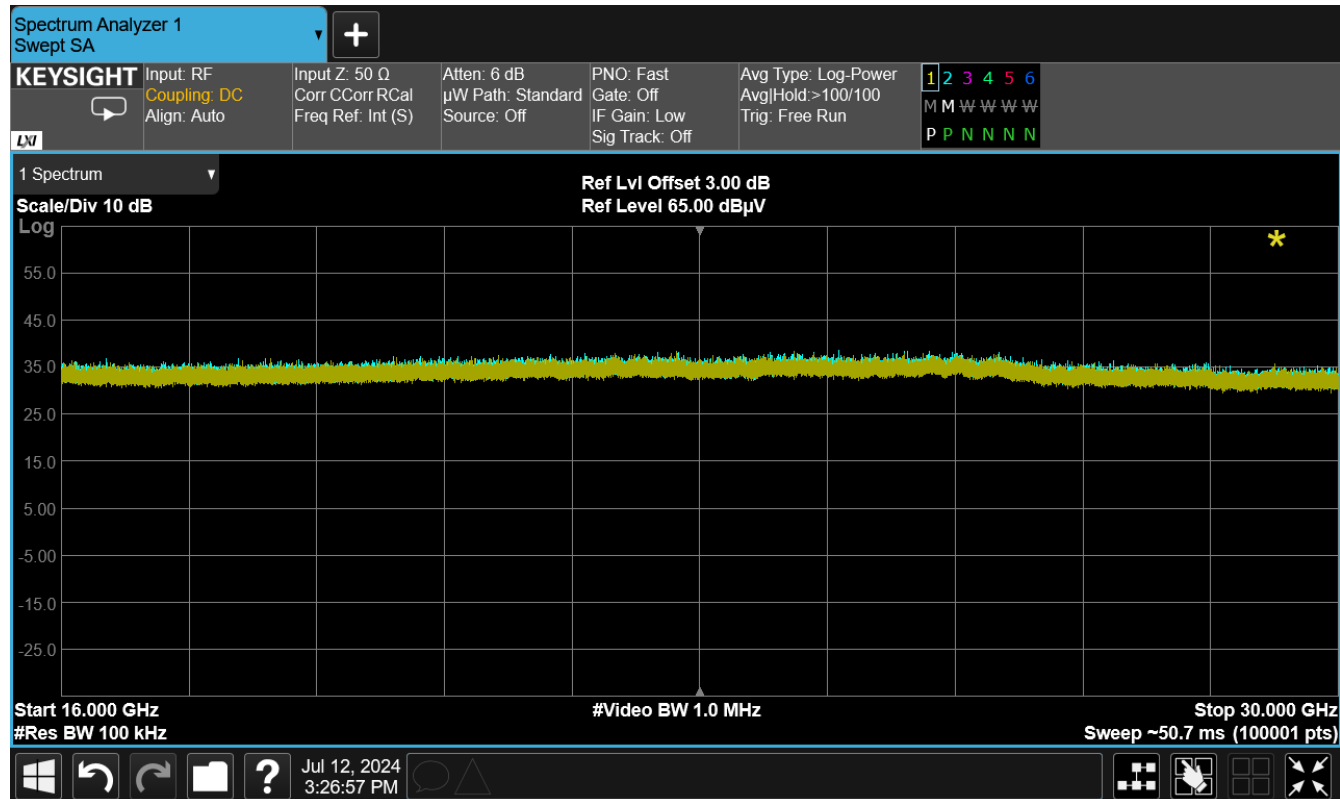 Spectrum Analyzer 1
Swept SA
KEYSIGHT
LXI
Input: RF
Coupling: DC
Align: Auto
Input Z: 50 Ω
Corr CCorr RCal
Freq Ref: Int (S)
Atten: 6 dB
µW Path: Standard
Source: Off
PNO: Fast
Gate: Off
IF Gain: Low
Sig Track: Off
Avg Type: Log-Power
Avg|Hold:>100/100
Trig: Free Run
1 2 3 4 5 6
M M W W W W
P P N N N N
1 Spectrum
Scale/Div 10 dB
Log
Ref Lvl Offset 3.00 dB
Ref Level 65.00 dBµV
55.0
45.0
35.0
25.0
15.0
5.00
-5.00
-15.0
-25.0
Start 16.000 GHz
#Res BW 100 kHz
#Video BW 1.0 MHz
Stop 30.000 GHz
Sweep ~50.7 ms (100001 pts)
?
Jul 12, 2024
3:26:57 PM